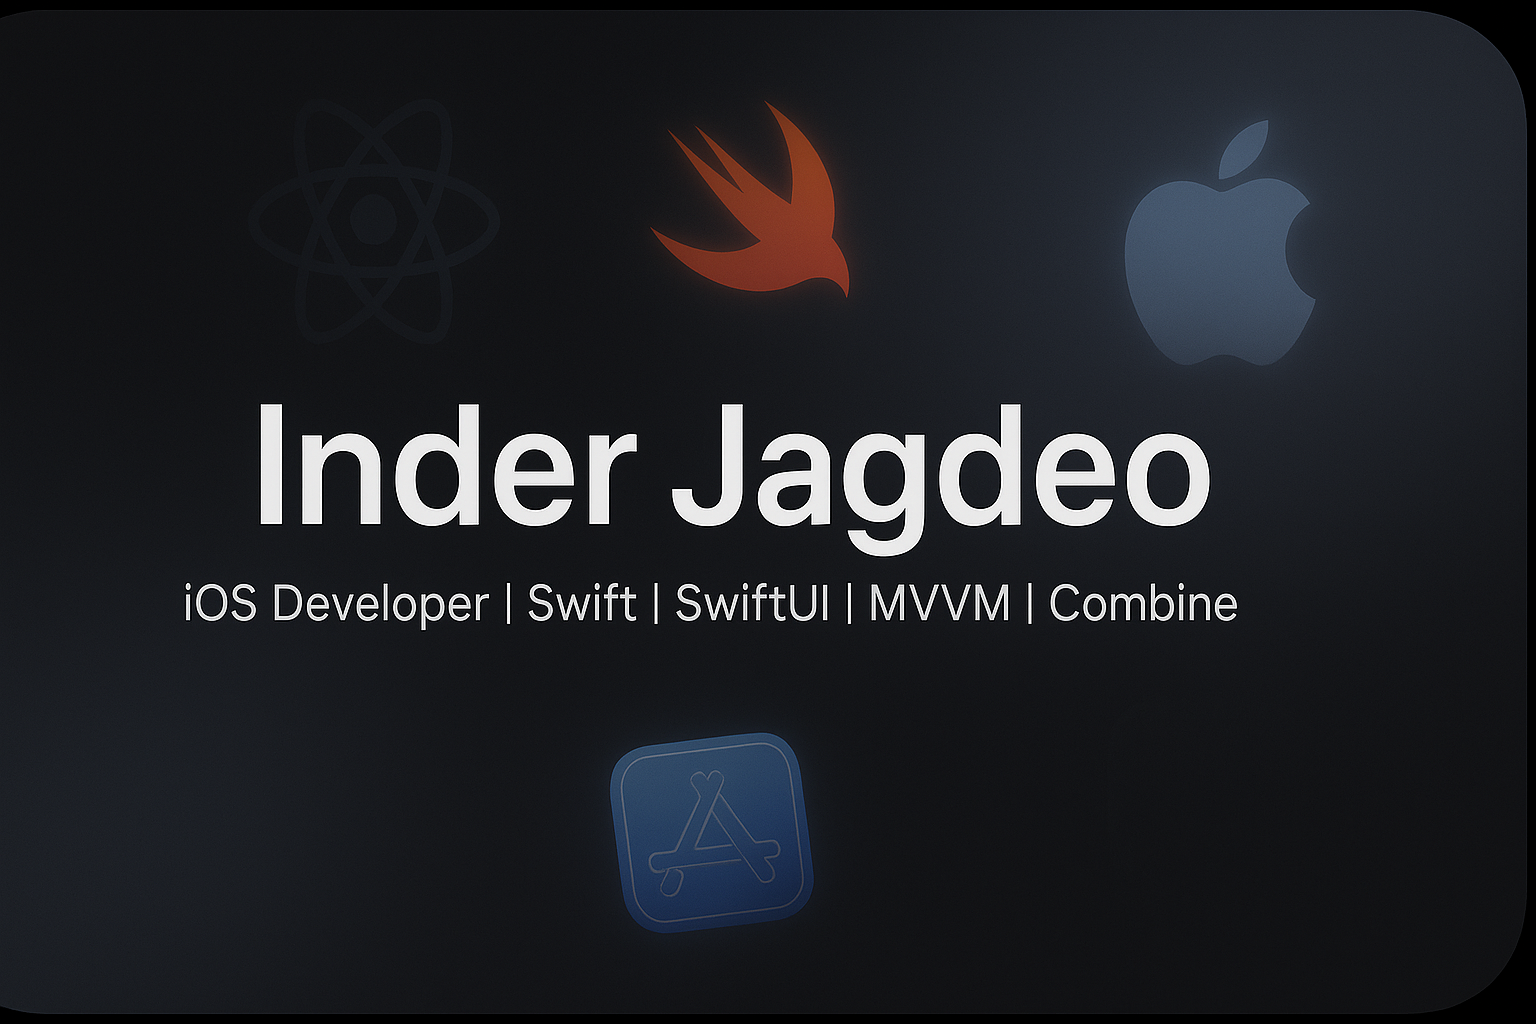 Inder Jagdeo
iOS Developer | Swift | SwiftUI | MVVM | Combine